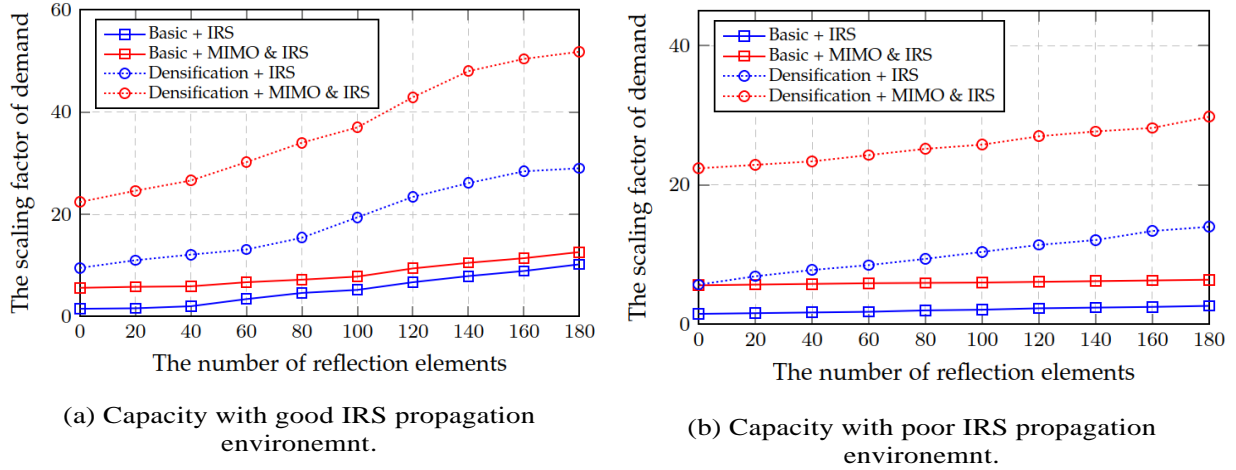 The scaling factor of demand
60
40
20
0
Basic + IRS
Basic + MIMO & IRS
Densification + IRS
Densification + MIMO & IRS
0 20 40 60 80 100 120 140 160 180
The number of reflection elements
(a) Capacity with good IRS propagation
environemnt.
The scaling factor of demand
40
20
0
Basic + IRS
Basic + MIMO & IRS
Densification + IRS
Densification + MIMO & IRS
0 20 40 60 80 100 120 140 160 180
The number of reflection elements
(b) Capacity with poor IRS propagation
environemnt.